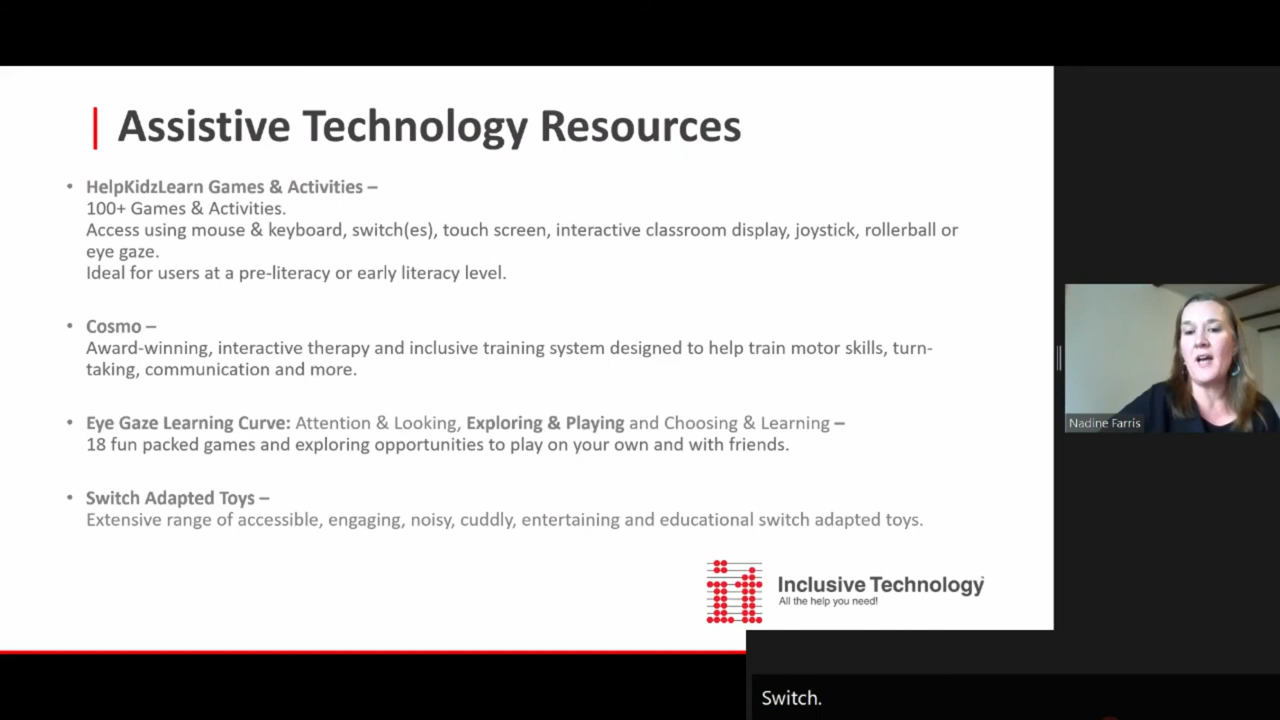 Assistive Technology Resources
• HelpKidzLearn Games & Activities –
100+ Games & Activities.
Access using mouse & keyboard, switch(es), touch screen, interactive classroom display, joystick, rollerball or
eye gaze.
Ideal for users at a pre-literacy or early literacy level.
• Cosmo –
Award-winning, interactive therapy and inclusive training system designed to help train motor skills, turn-
taking, communication and more.
• Eye Gaze Learning Curve: Attention & Looking, Exploring & Playing and Choosing & Learning –
18 fun packed games and exploring opportunities to play on your own and with friends.
• Switch Adapted Toys –
Extensive range of accessible, engaging, noisy, cuddly, entertaining and educational switch adapted toys.
it
Inclusive Technology
All the help you need!
Nadine Farris
Switch.